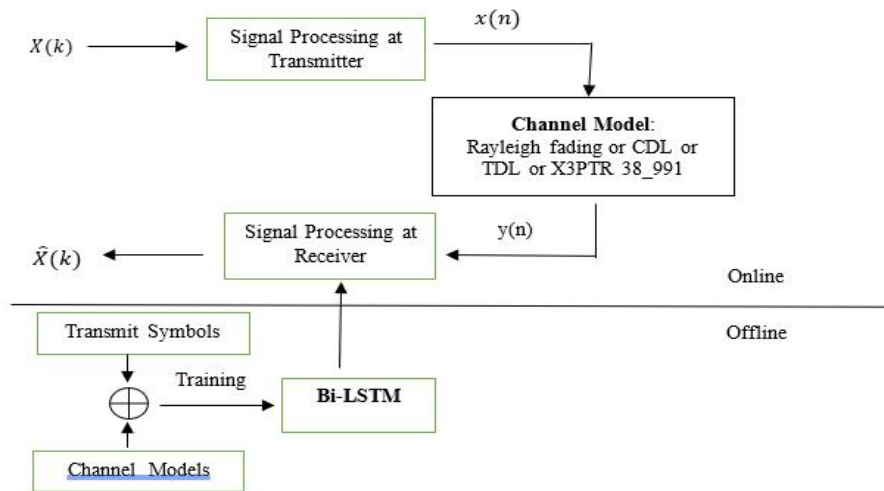 X(k)
Signal Processing at
Transmitter
x(n)
Channel Model:
Rayleigh fading or CDL or
TDL or X3PTR 38_991
y(n)
Signal Processing at
Receiver
X̂(k)
Online
Offline
Transmit Symbols
Training
Bi-LSTM
Channel Models